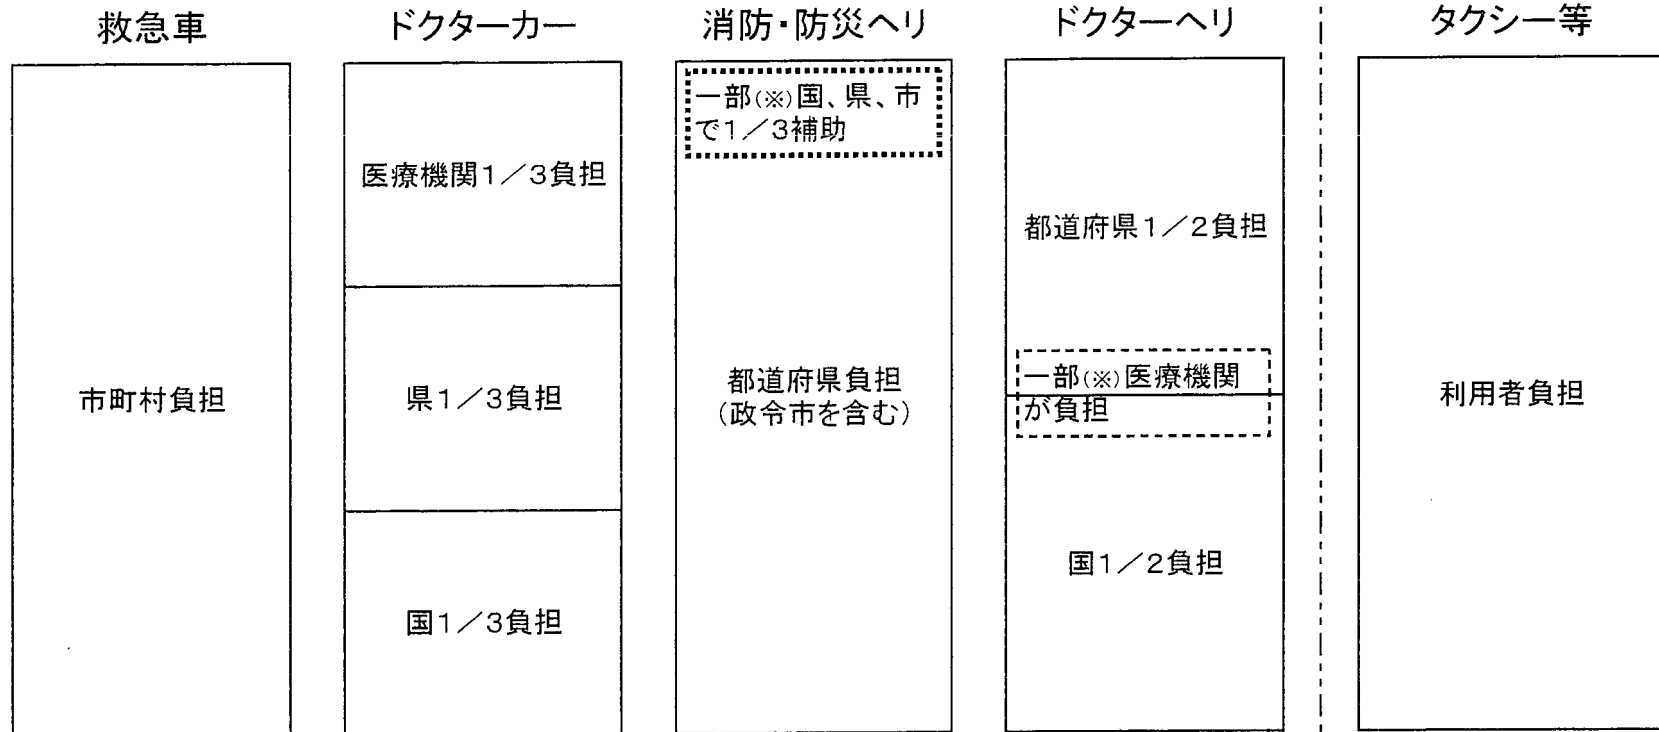 救急車
ドクターカー
消防・防災ヘリ
ドクターヘリ
タクシー等
市町村負担
医療機関1／3負担
県1／3負担
国1／3負担
一部(※)国、県、市
で1／3補助
都道府県負担
(政令市を含む)
都道府県1／2負担
一部(※)医療機関
が負担
国1／2負担
利用者負担